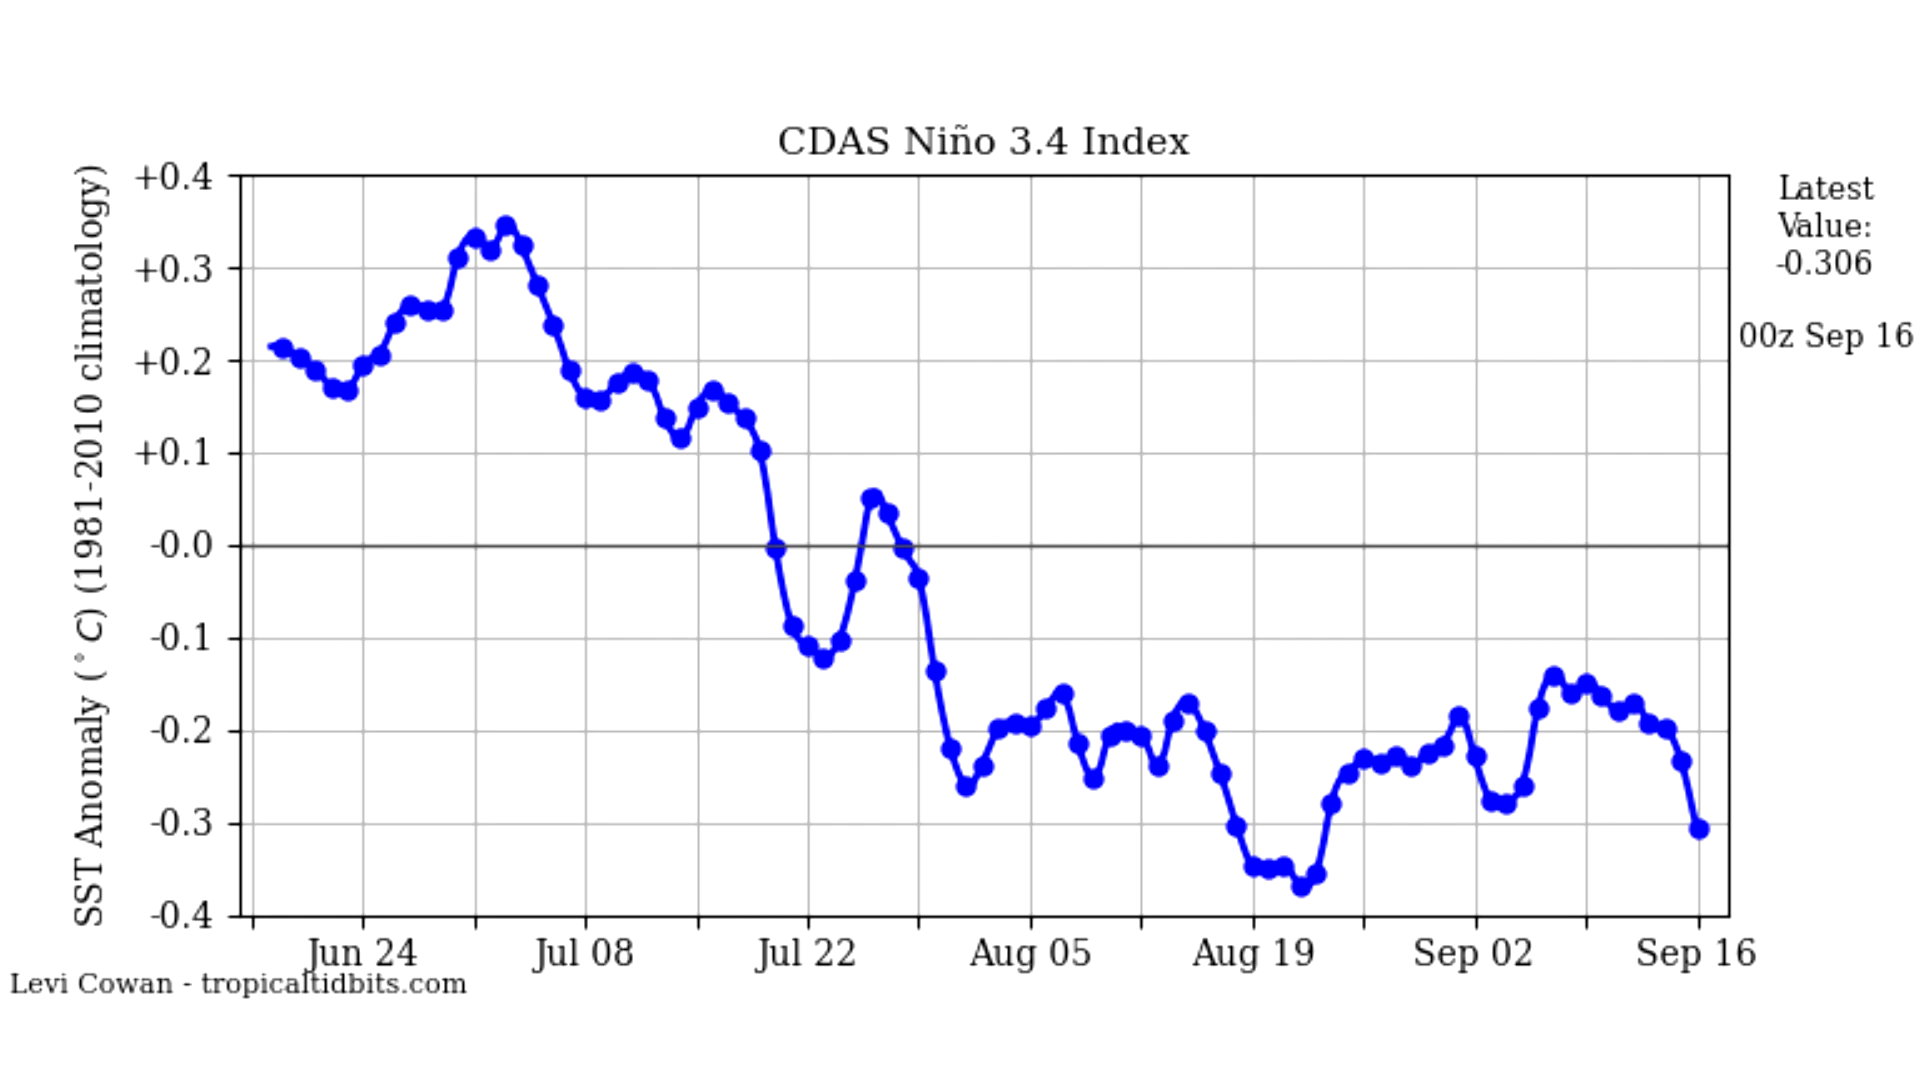 CDAS Niño 3.4 Index
SST Anomaly (°C) (1981-2010 climatology)
+0.4
+0.3
+0.2
+0.1
-0.0
-0.1
-0.2
-0.3
-0.4
Jun 24
Jul 08
Jul 22
Aug 05
Aug 19
Sep 02
Sep 16
Latest
Value:
-0.306
00z Sep 16
Levi Cowan - tropicaltidbits.com